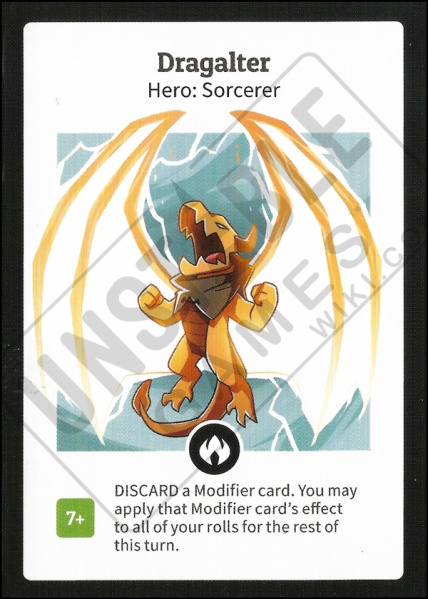 Dragalter
Hero: Sorcerer
UNSTABLE
GAMES
WIKI.CO
7+
DISCARD a Modifier card. You may
apply that Modifier card's effect
to all of your rolls for the rest of
this turn.